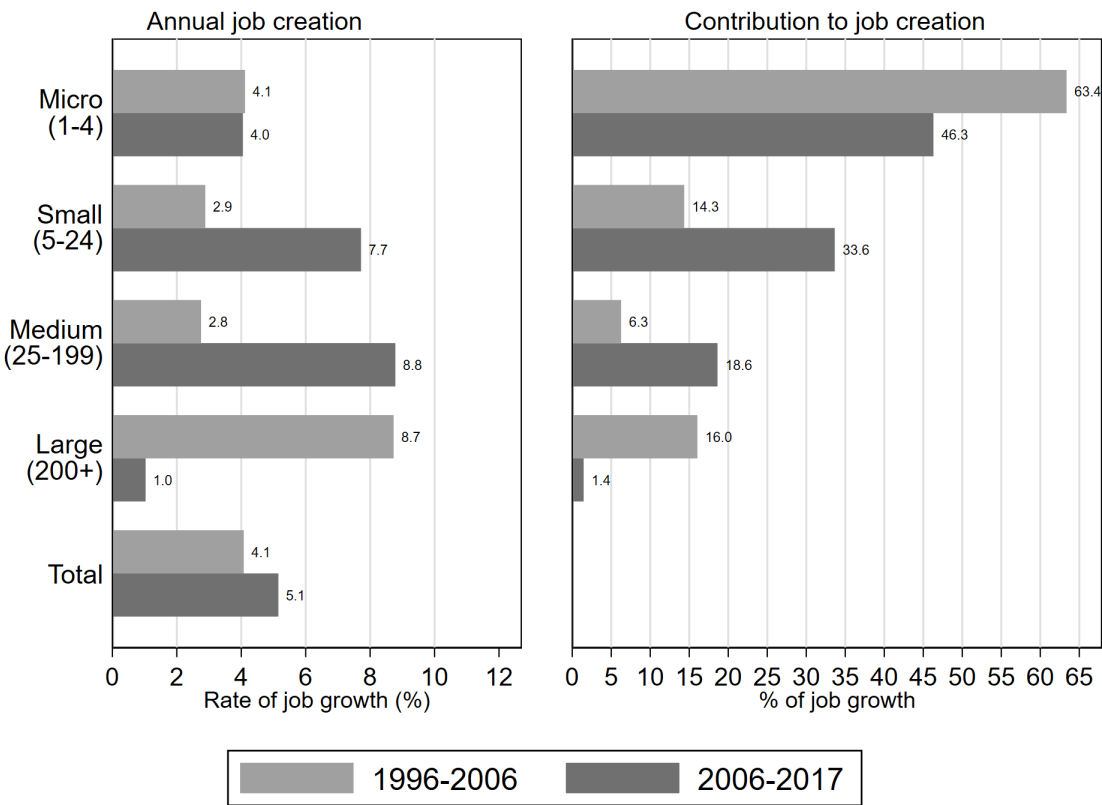 Annual job creation
Contribution to job creation
Micro
(1-4)
4.1
4.0
63.4
46.3
Small
(5-24)
2.9
7.7
14.3
33.6
Medium
(25-199)
2.8
8.8
6.3
18.6
Large
(200+)
8.7
1.0
16.0
1.4
Total
4.1
5.1
0 2 4 6 8 10 12
Rate of job growth (%)
0 5 10 15 20 25 30 35 40 45 50 55 60 65
% of job growth
1996-2006
2006-2017